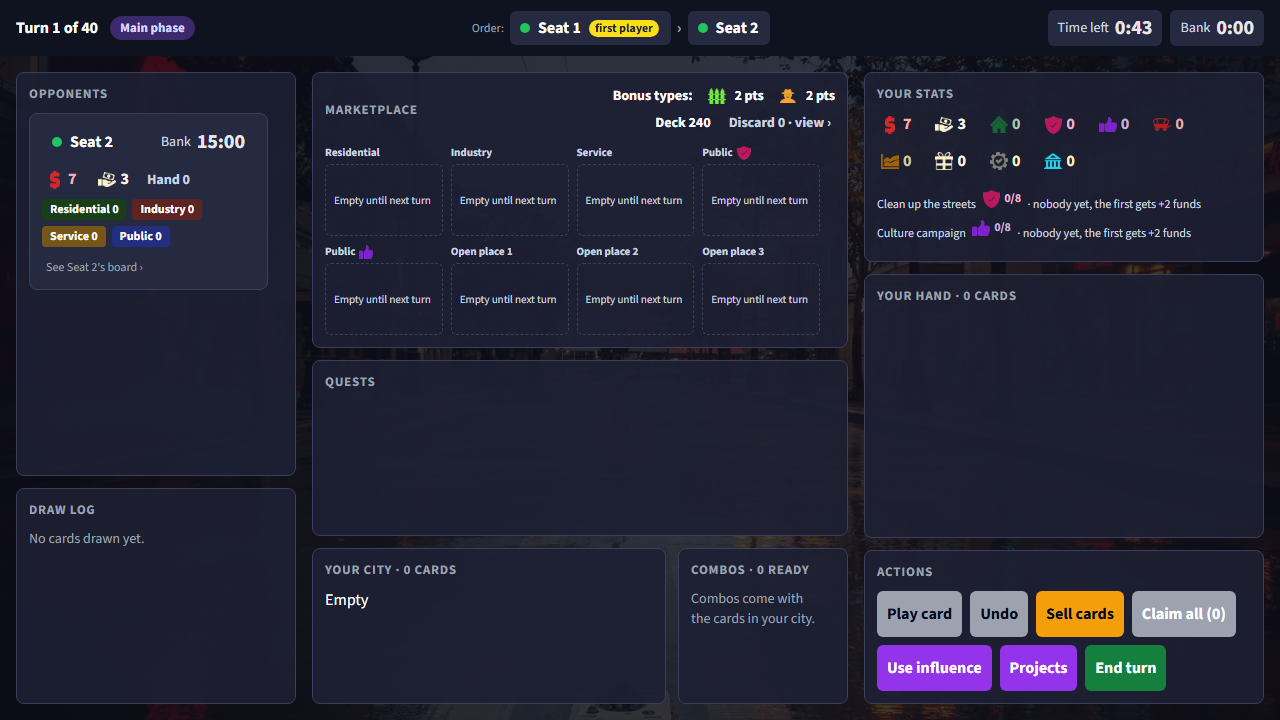 Turn 1 of 40 Main phase
Order: Seat 1 first player › Seat 2
Time left 0:43 Bank 0:00
OPPONENTS
Seat 2 Bank 15:00
7 3 Hand 0
Residential 0 Industry 0
Service 0 Public 0
See Seat 2's board ›
DRAW LOG
No cards drawn yet.
MARKETPLACE
Bonus types: 2 pts 2 pts
Deck 240 Discard 0 · view ›
Residential Industry Service Public
Empty until next turn Empty until next turn Empty until next turn Empty until next turn
Public Open place 1 Open place 2 Open place 3
Empty until next turn Empty until next turn Empty until next turn Empty until next turn
QUESTS
YOUR CITY · 0 CARDS
Empty
COMBOS · 0 READY
Combos come with
the cards in your city.
YOUR STATS
7 3 0 0 0 0
0 0 0 0
Clean up the streets 0/8 · nobody yet, the first gets +2 funds
Culture campaign 0/8 · nobody yet, the first gets +2 funds
YOUR HAND · 0 CARDS
ACTIONS
Play card Undo Sell cards Claim all (0)
Use influence Projects End turn